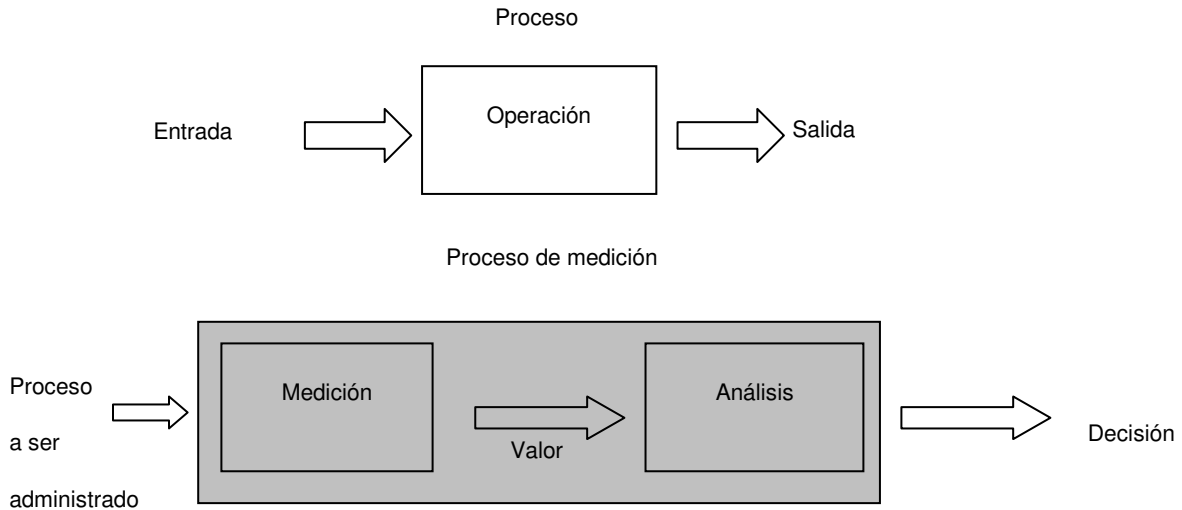 Proceso
Operación
Entrada
Salida
Proceso de medición
Proceso
a ser
administrado
Medición
Valor
Análisis
Decisión